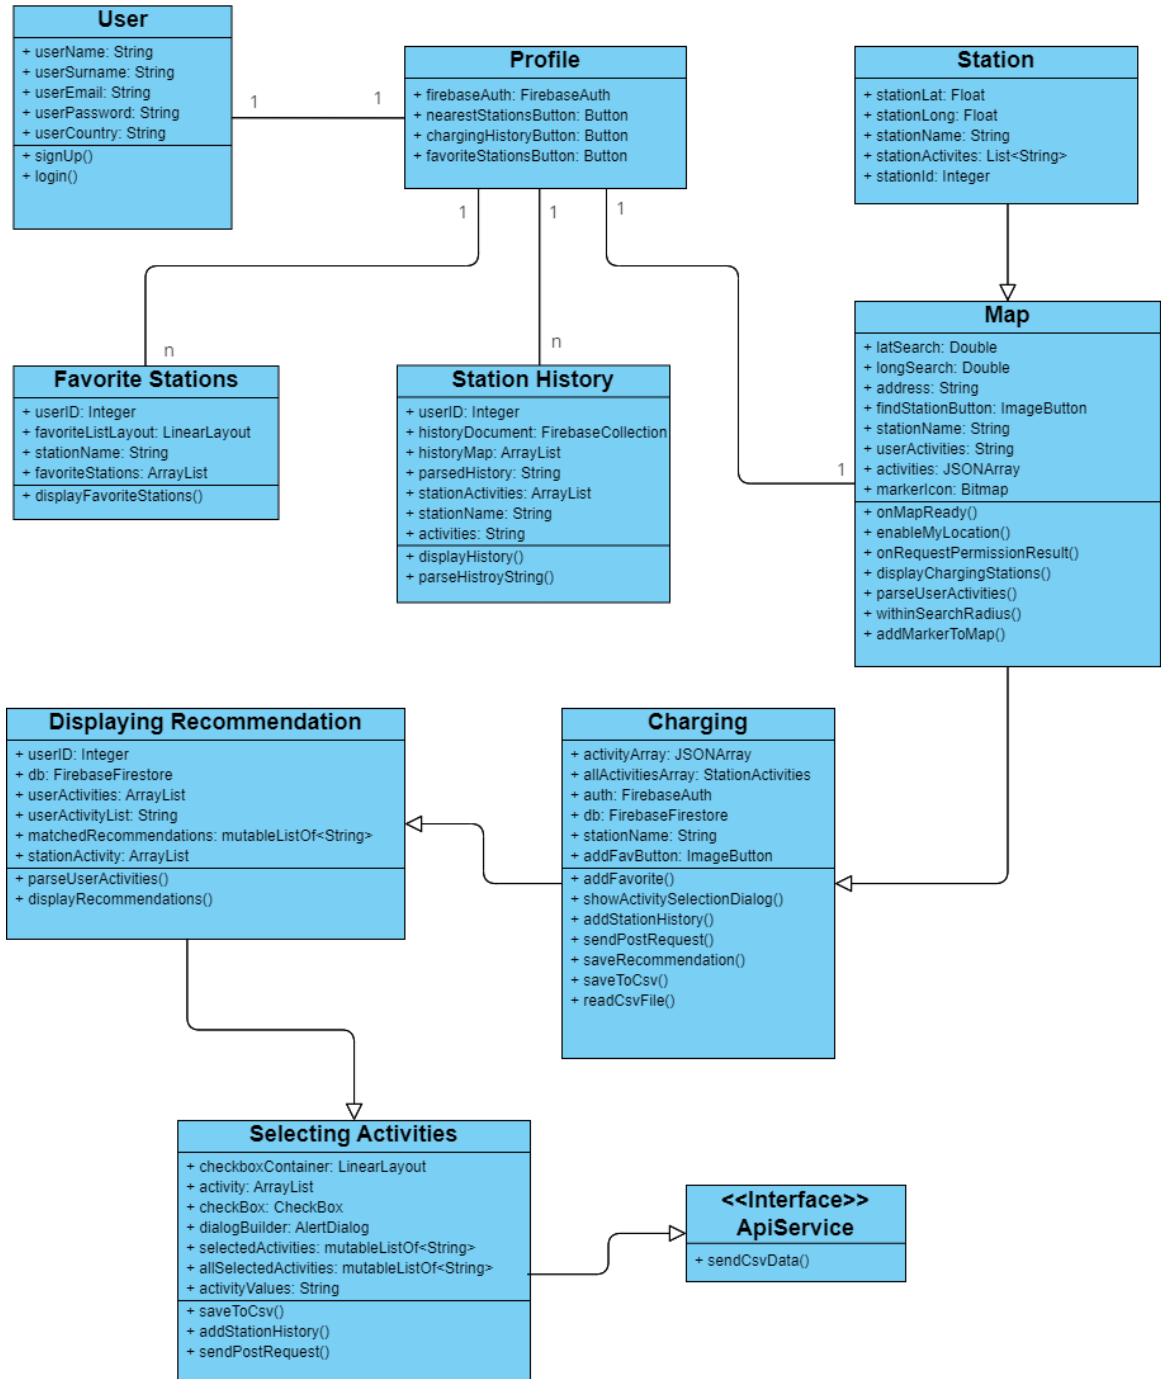 User
+ userName: String
+ userSurname: String
+ userEmail: String
+ userPassword: String
+ userCountry: String
+ signUp()
+ login()
1
1
Profile
+ firebaseAuth: FirebaseAuth
+ nearestStationsButton: Button
+ chargingHistoryButton: Button
+ favoriteStationsButton: Button
1
1
1
Station
+ stationLat: Float
+ stationLong: Float
+ stationName: String
+ stationActivites: List<String>
+ stationId: Integer
n
Favorite Stations
+ userID: Integer
+ favoriteListLayout: LinearLayout
+ stationName: String
+ favoriteStations: ArrayList
+ displayFavoriteStations()
n
Station History
+ userID: Integer
+ historyDocument: FirebaseCollection
+ historyMap: ArrayList
+ parsedHistory: String
+ stationActivities: ArrayList
+ stationName: String
+ activities: String
+ displayHistory()
+ parseHistroyString()
1
Map
+ latSearch: Double
+ longSearch: Double
+ address: String
+ findStationButton: ImageButton
+ stationName: String
+ userActivities: String
+ activities: JSONArray
+ markerIcon: Bitmap
+ onMapReady()
+ enableMyLocation()
+ onRequestPermissionResult()
+ displayChargingStations()
+ parseUserActivities()
+ withinSearchRadius()
+ addMarkerToMap()
Displaying Recommendation
+ userID: Integer
+ db: FirebaseFirestore
+ userActivities: ArrayList
+ userActivityList: String
+ matchedRecommendations: mutableListOf<String>
+ stationActivity: ArrayList
+ parseUserActivities()
+ displayRecommendations()
Charging
+ activityArray: JSONArray
+ allActivitiesArray: StationActivities
+ auth: FirebaseAuth
+ db: FirebaseFirestore
+ stationName: String
+ addFavButton: ImageButton
+ addFavorite()
+ showActivitySelectionDialog()
+ addStationHistory()
+ sendPostRequest()
+ saveRecommendation()
+ saveToCsv()
+ readCsvFile()
Selecting Activities
+ checkboxContainer: LinearLayout
+ activity: ArrayList
+ checkBox: CheckBox
+ dialogBuilder: AlertDialog
+ selectedActivities: mutableListOf<String>
+ allSelectedActivities: mutableListOf<String>
+ activityValues: String
+ saveToCsv()
+ addStationHistory()
+ sendPostRequest()
<<Interface>>
ApiService
+ sendCsvData()